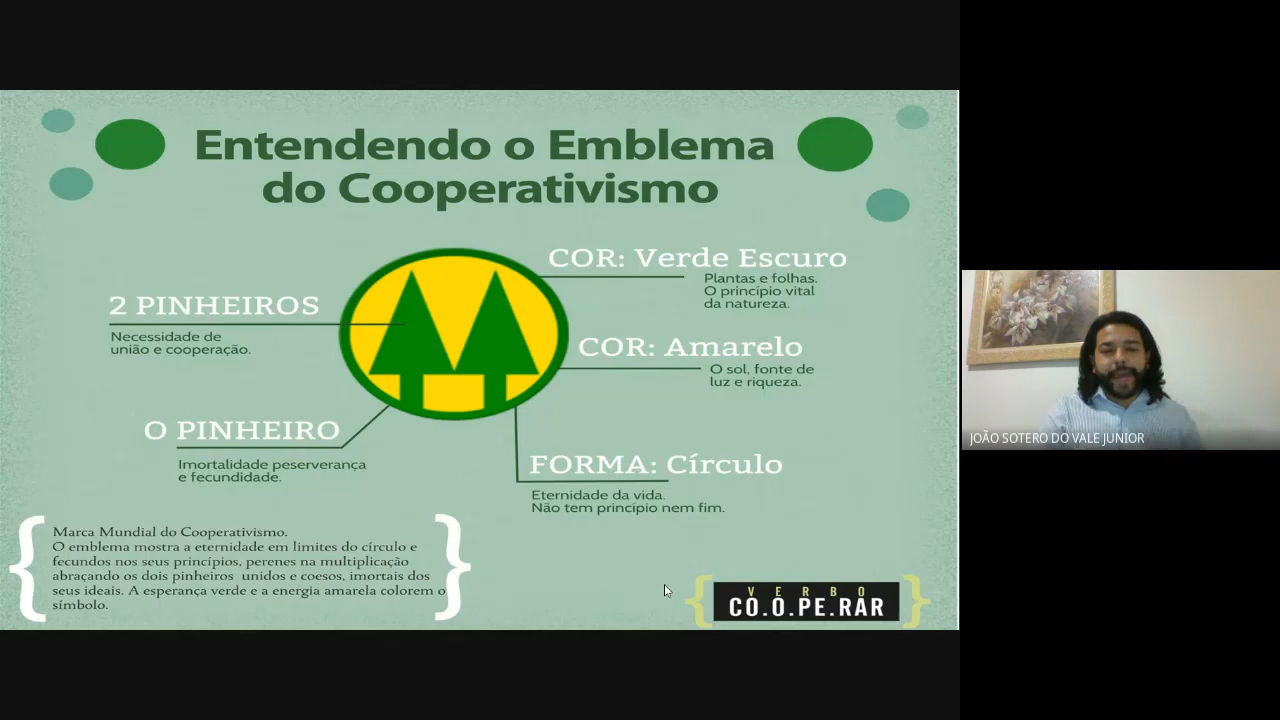 Entendendo o Emblema
do Cooperativismo
COR: Verde Escuro
Plantas e folhas.
O princípio vital
da natureza.
2 PINHEIROS
Necessidade de
união e cooperação.
COR: Amarelo
O sol, fonte de
luz e riqueza.
O PINHEIRO
Imortalidade peserverança
e fecundidade.
FORMA: Círculo
Eternidade da vida.
Não tem princípio nem fim.
Marca Mundial do Cooperativismo.
O emblema mostra a eternidade em limites do círculo e
fecundos nos seus princípios, perenes na multiplicação
abraçando os dois pinheiros unidos e coesos, imortais dos
seus ideais. A esperança verde e a energia amarela colorem o
símbolo.
VERBO
CO.O.PE.RAR
JOÃO SOTERO DO VALE JUNIOR